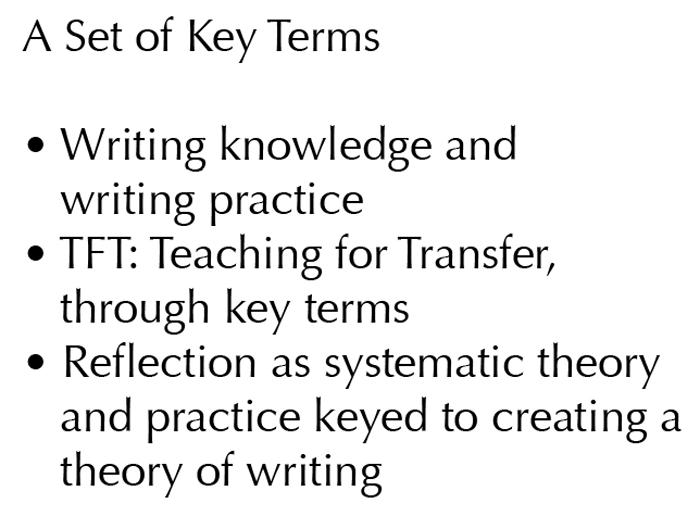 A Set of Key Terms
• Writing knowledge and
writing practice
• TFT: Teaching for Transfer,
through key terms
• Reflection as systematic theory
and practice keyed to creating a
theory of writing